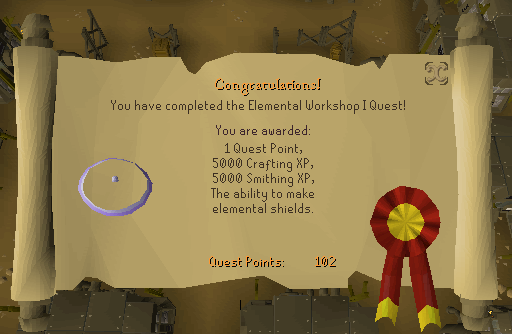 Congratulations!
You have completed the Elemental Workshop I Quest!
You are awarded:
1 Quest Point,
5000 Crafting XP,
5000 Smithing XP,
The ability to make
elemental shields.
Quest Points: 102